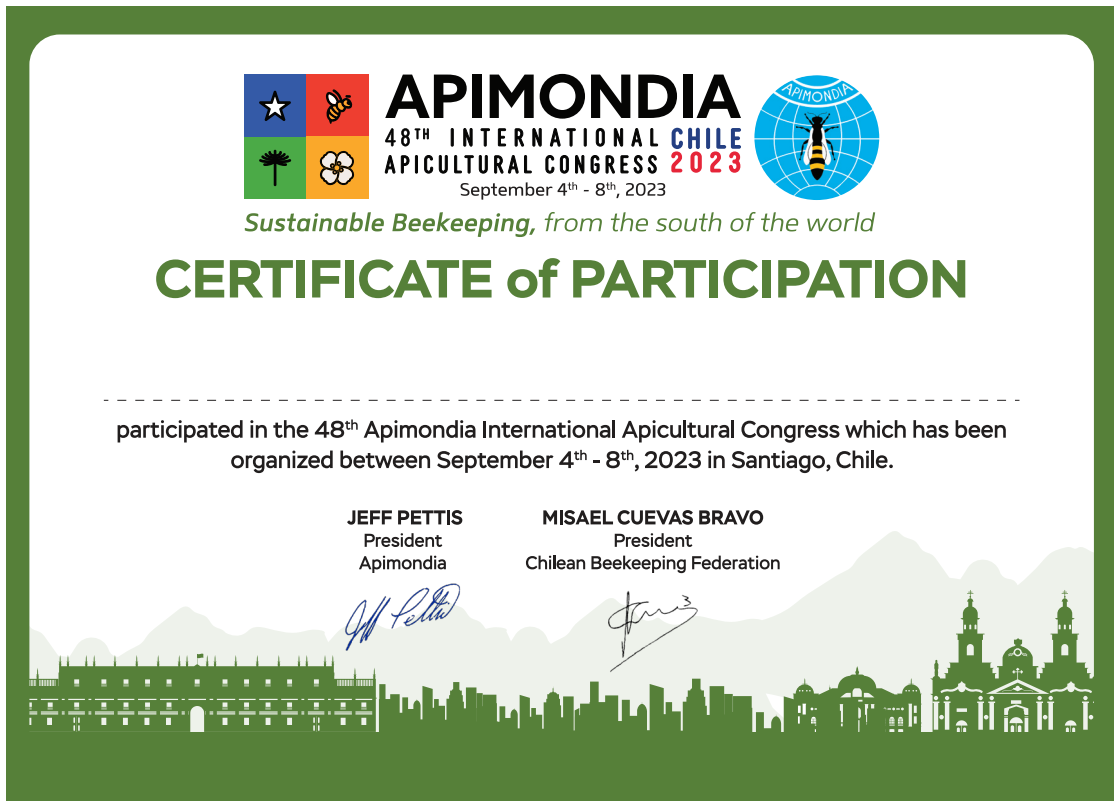 APIMONDIA
48TH INTERNATIONAL CHILE
APICULTURAL CONGRESS 2023
September 4th - 8th, 2023
APIMONDIA
Sustainable Beekeeping, from the south of the world
CERTIFICATE of PARTICIPATION
participated in the 48th Apimondia International Apicultural Congress which has been
organized between September 4th - 8th, 2023 in Santiago, Chile.
JEFF PETTIS
President
Apimondia
Jeff Pettis
MISAEL CUEVAS BRAVO
President
Chilean Beekeeping Federation